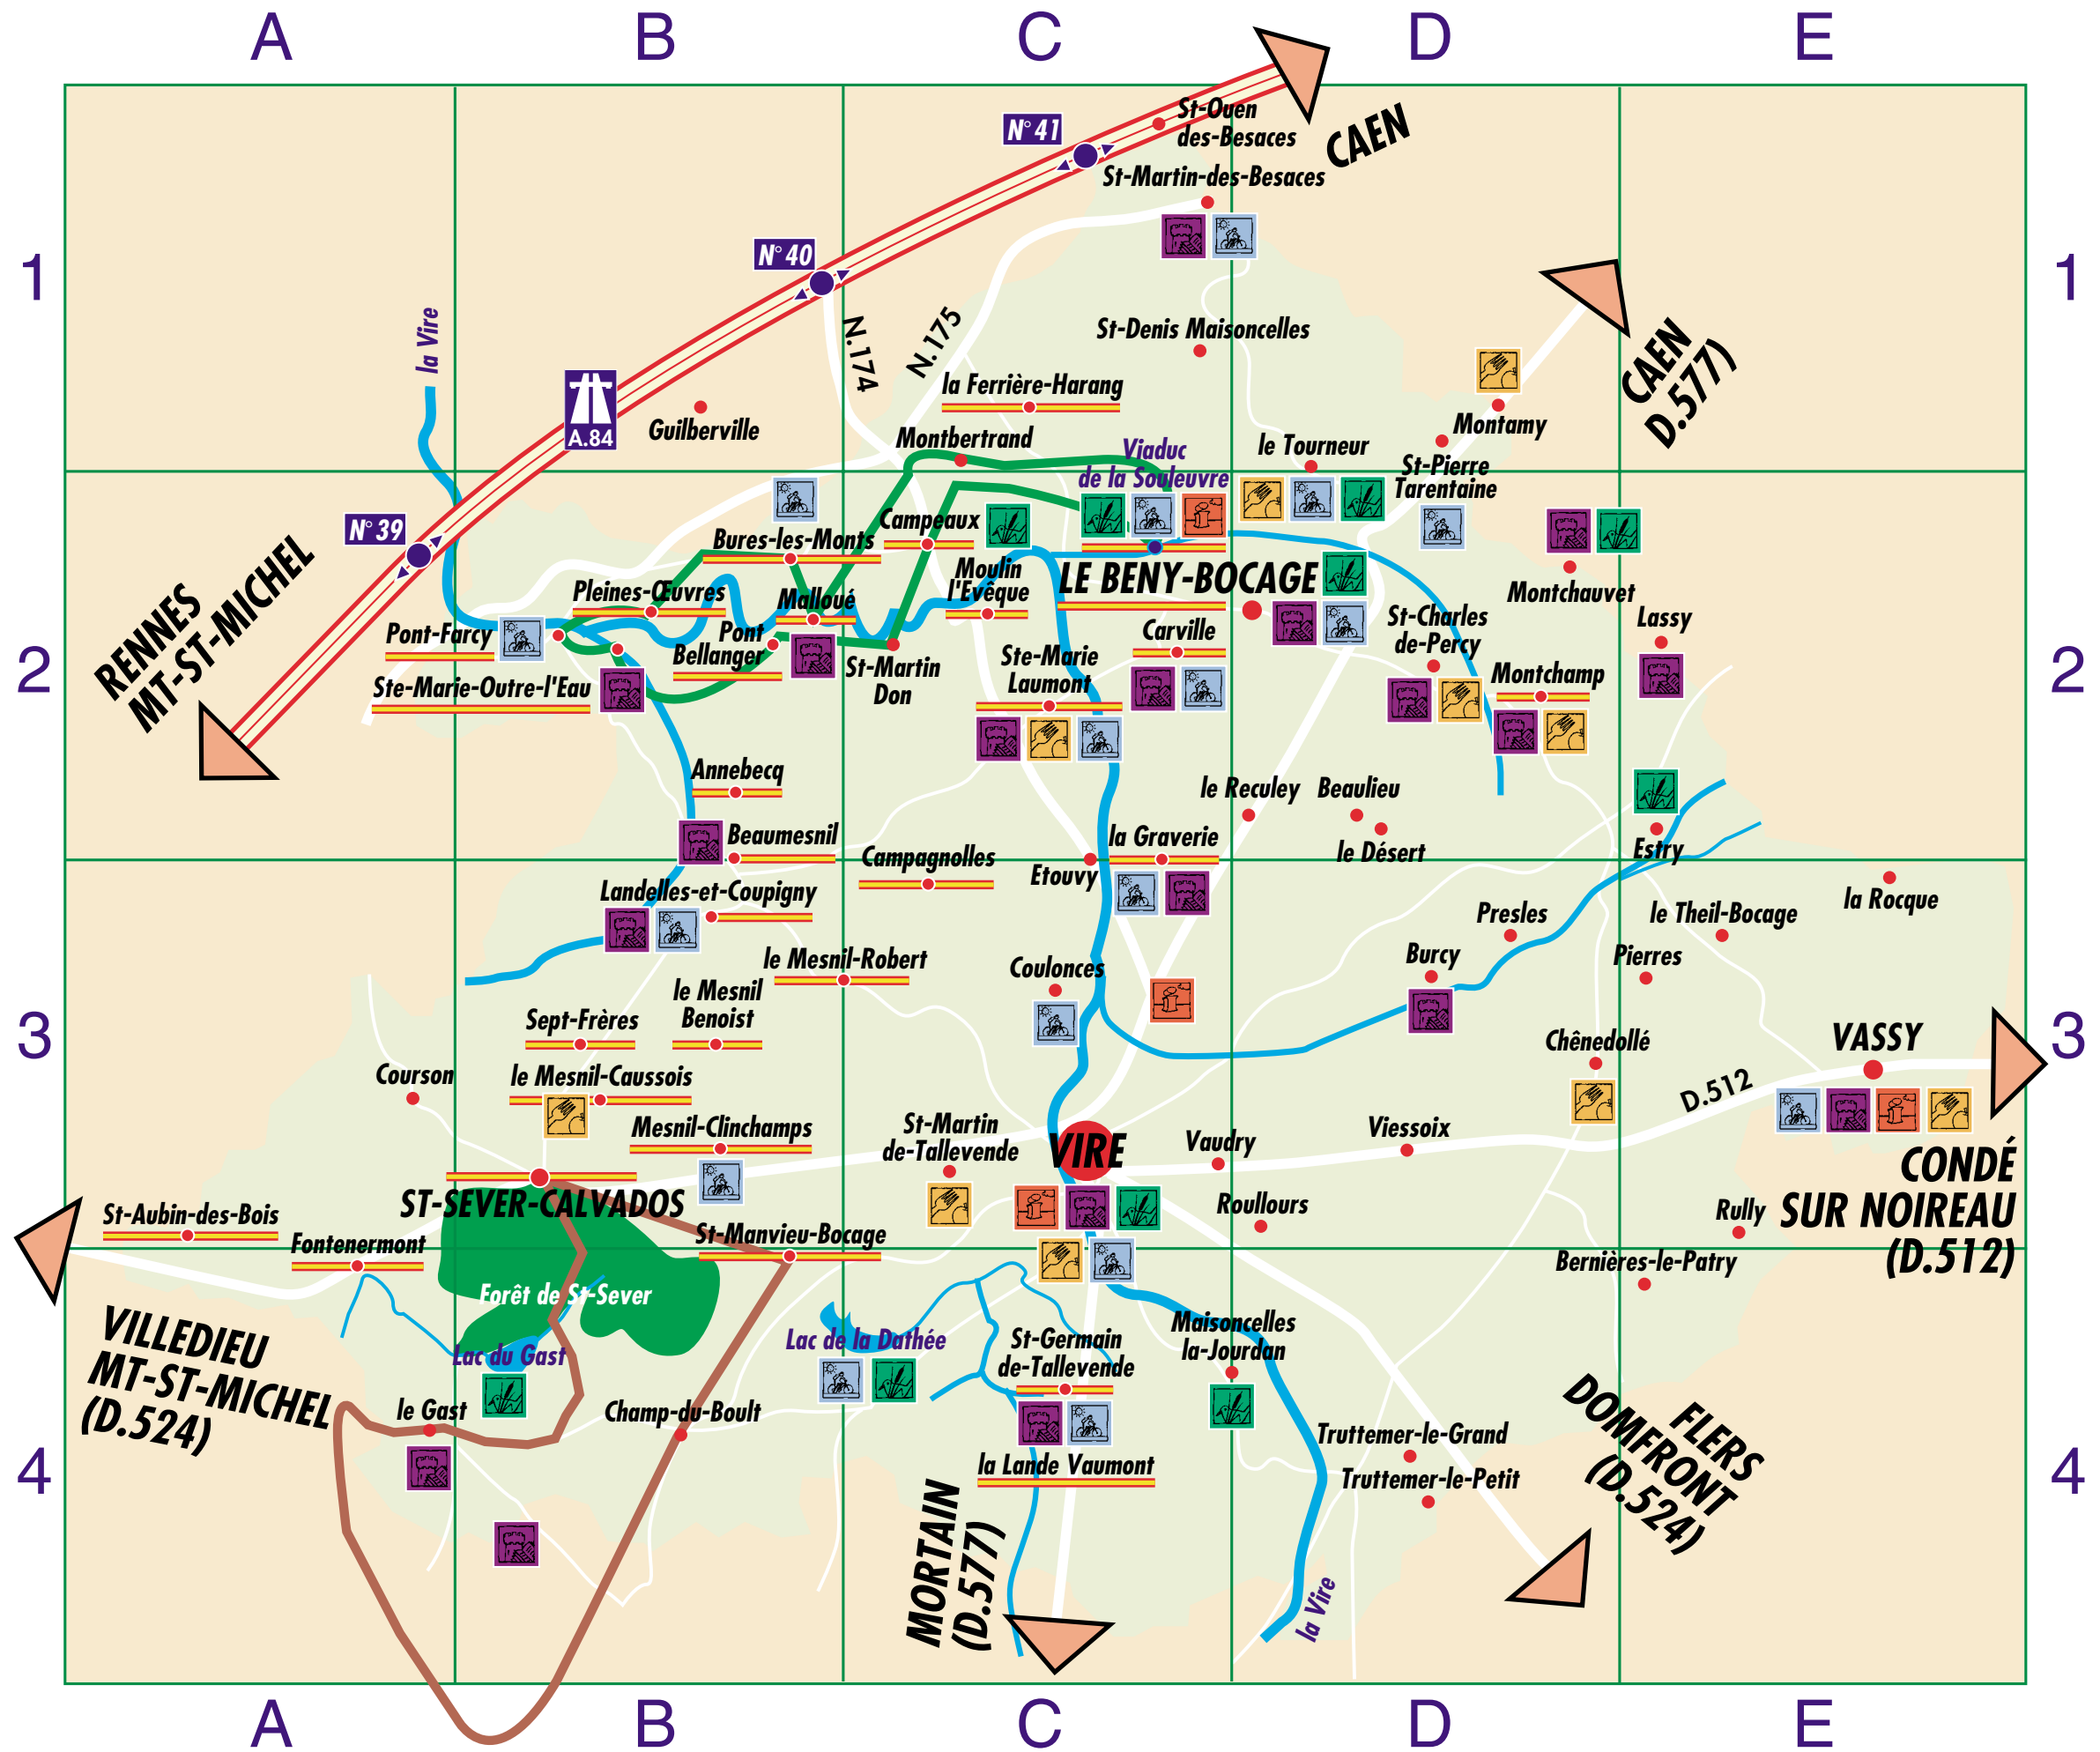 A
B
C
D
E
N° 41
St-Ouen
des-Besaces
CAEN
St-Martin-des-Besaces
N° 40
1
1
la Vire
N.174
N.175
St-Denis Maisoncelles
CAEN
D.577)
A.84
Guilberville
la Ferrière-Harang
Montamy
Montbertrand
Viaduc
de la Souleuvre
le Tourneur
St-Pierre
Tarentaine
N° 39
RENNES
MT-ST-MICHEL
Campeaux
Bures-les-Monts
Moulin
l'Evêque
LE BENY-BOCAGE
Montchauvet
Pleines-Œuvres
Malloué
Pont-Farcy
Pont
Bellanger
St-Martin
Don
Carville
St-Charles
de-Percy
Lassy
2
2
Ste-Marie-Outre-l'Eau
Ste-Marie
Laumont
Montchamp
Annebecq
le Reculey
Beaulieu
Beaumesnil
la Graverie
le Désert
Estry
Campagnolles
Etouvy
Landelles-et-Coupigny
la Rocque
Presles
le Theil-Bocage
le Mesnil-Robert
Coulonces
Burcy
Pierres
le Mesnil
Benoist
Sept-Frères
3
3
Chênedollé
VASSY
Courson
le Mesnil-Caussois
D.512
Mesnil-Clinchamps
St-Martin
de-Tallevende
VIRE
Vaudry
Viessoix
CONDÉ
SUR NOIREAU
(D.512)
ST-SEVER-CALVADOS
St-Aubin-des-Bois
Fontenermont
St-Manvieu-Bocage
Roullours
Rully
Bernières-le-Patry
Forêt de St-Sever
VILLEDIEU
MT-ST-MICHEL
(D.524)
Lac du Gast
Lac de la Dathée
St-Germain
de-Tallevende
Maisoncelles
la-Jourdan
le Gast
Champ-du-Boult
Truttemer-le-Grand
Truttemer-le-Petit
la Lande Vaumont
FLERS
DOMFRONT
(D.524)
4
4
MORTAIN
(D.577)
la Vire
A
B
C
D
E